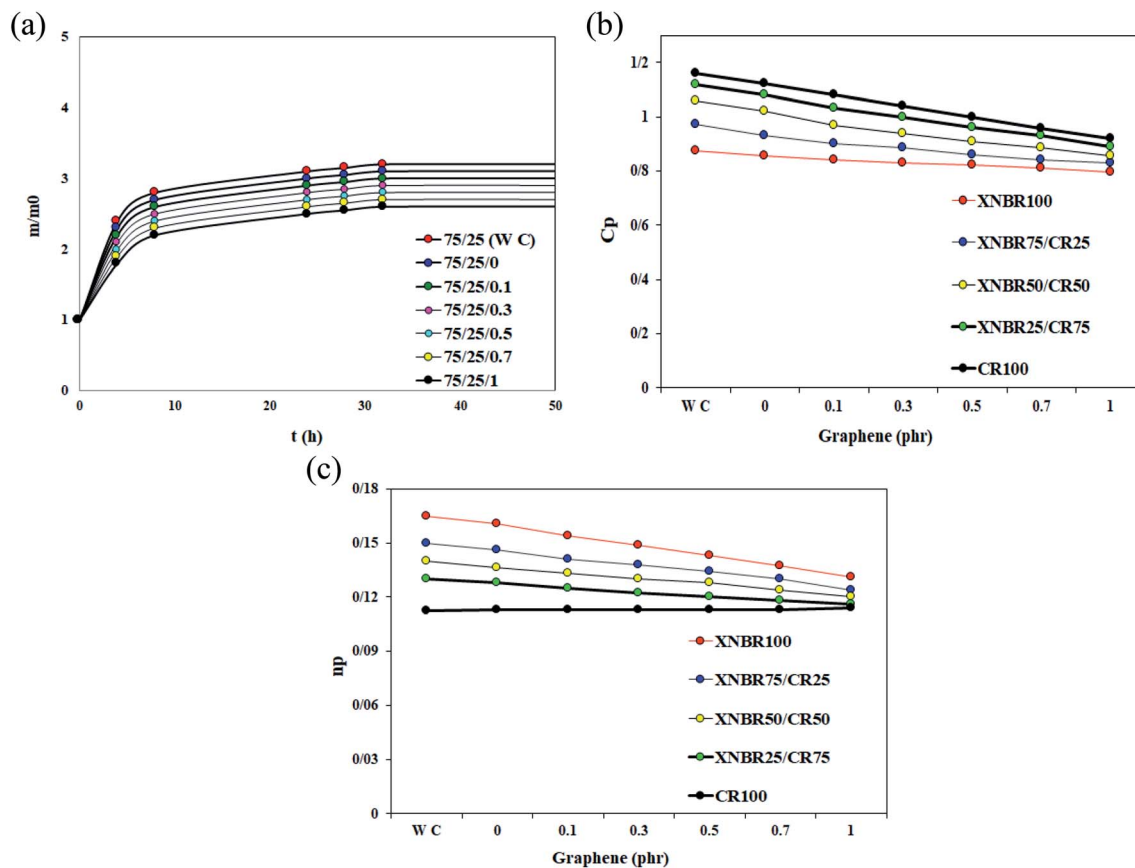 (a)
5
4
3
2
1
0
m/m0
0
10
20
30
40
50
t (h)
75/25 (W C)
75/25/0
75/25/0.1
75/25/0.3
75/25/0.5
75/25/0.7
75/25/1
(b)
1/2
1
0/8
0/6
0/4
0/2
0
Cp
W C
0
0.1
0.3
0.5
0.7
1
Graphene (phr)
XNBR100
XNBR75/CR25
XNBR50/CR50
XNBR25/CR75
CR100
(c)
0/18
0/15
0/12
0/09
0/06
0/03
0
np
W C
0
0.1
0.3
0.5
0.7
1
Graphene (phr)
XNBR100
XNBR75/CR25
XNBR50/CR50
XNBR25/CR75
CR100